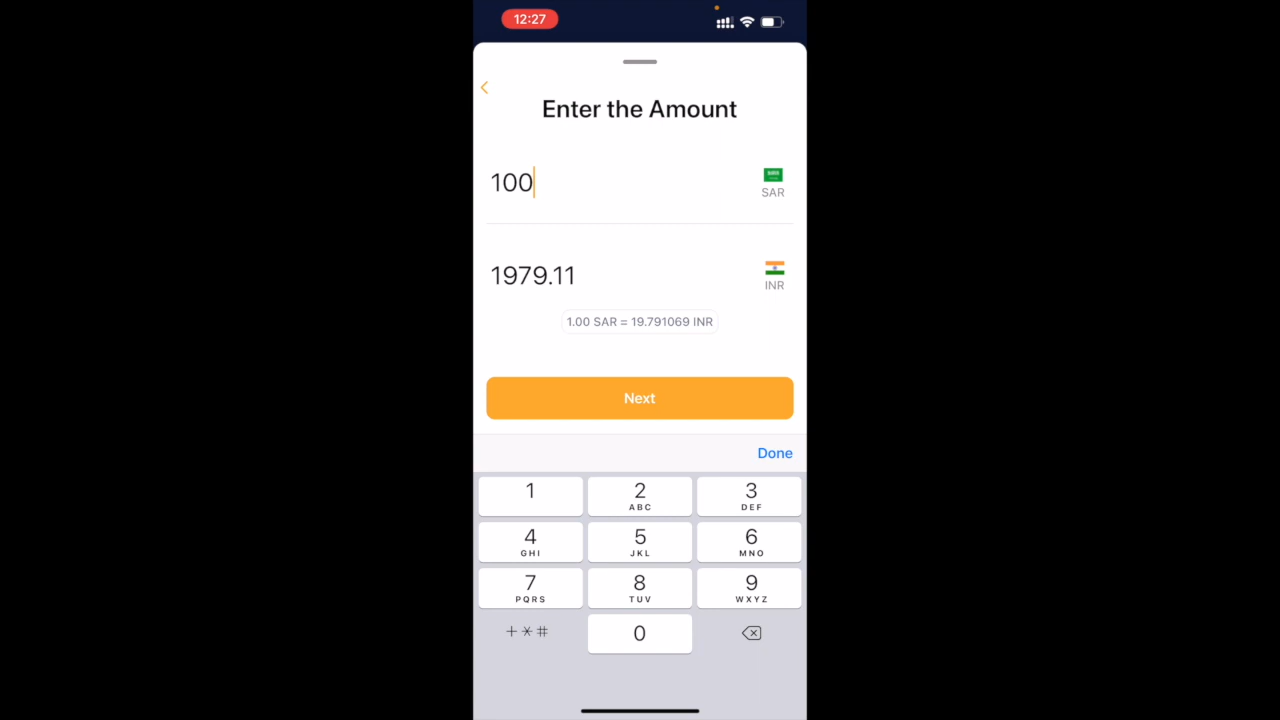 12:27
Enter the Amount
100
SAR
1979.11
INR
1.00 SAR = 19.791069 INR
Next
Done
1
2
ABC
3
DEF
4
GHI
5
JKL
6
MNO
7
PQRS
8
TUV
9
WXYZ
+*#
0